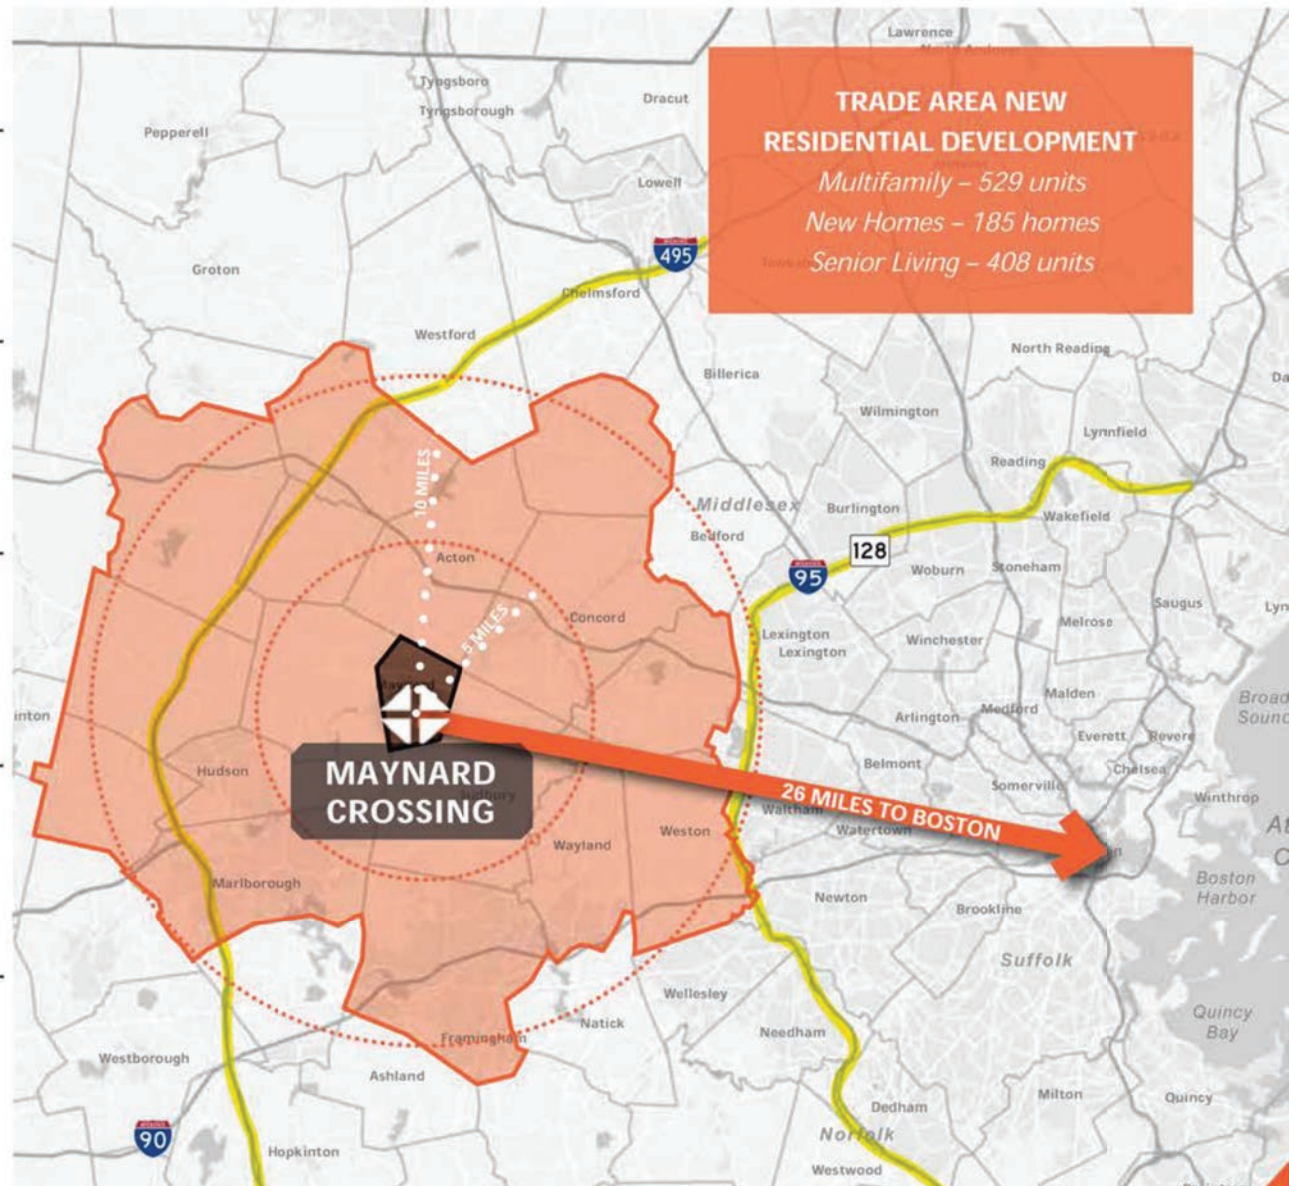 Lawrence
TRADE AREA NEW
RESIDENTIAL DEVELOPMENT
Multifamily – 529 units
New Homes – 185 homes
Senior Living – 408 units
Tyngsboro
Tyngsborough
Dracut
Pepperell
Lowell
INTERSTATE
495
Groton
Chelmsford
Westford
North Reading
Billerica
Wilmington
Lynnfield
10 MILES
Reading
Middlesex
Burlington
Wakefield
Bedford
128
Acton
95
Woburn
Stoneham
5 MILES
Concord
Saugus
Melrose
Lexington
Lexington
Winchester
Malden
Medford
Arlington
Everett
Revere
Belmont
Chelsea
Hudson
MAYNARD
CROSSING
Somerville
26 MILES TO BOSTON
Winthrop
Waltham
Watertown
Weston
Wayland
Boston
Harbor
Marlborough
Newton
Brookline
Suffolk
Wellesley
Natick
Needham
Quincy
Bay
Framingham
Westborough
Ashland
Milton
Quincy
Dedham
90
Norfolk
Hopkinton
Westwood